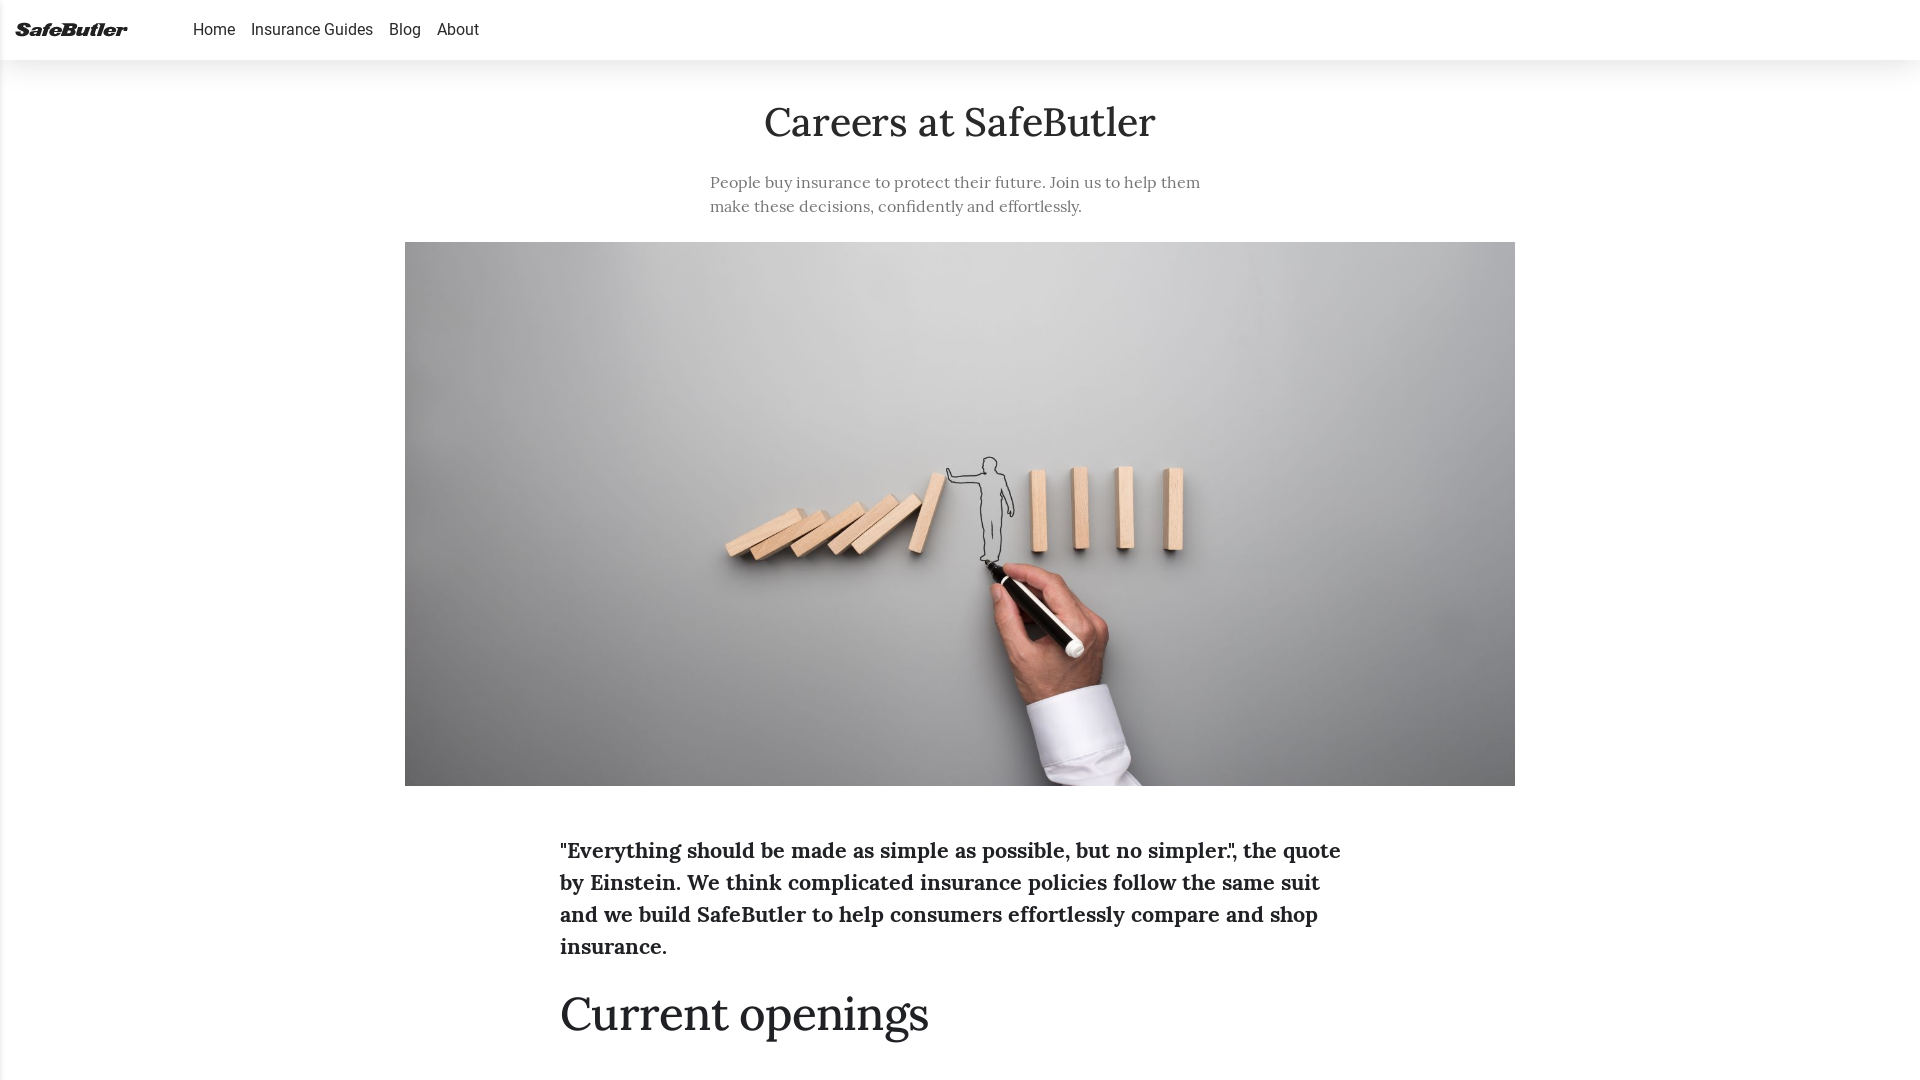 SafeButler
Home Insurance Guides Blog About
Careers at SafeButler
People buy insurance to protect their future. Join us to help them
make these decisions, confidently and effortlessly.
"Everything should be made as simple as possible, but no simpler.", the quote
by Einstein. We think complicated insurance policies follow the same suit
and we build SafeButler to help consumers effortlessly compare and shop
insurance.
Current openings